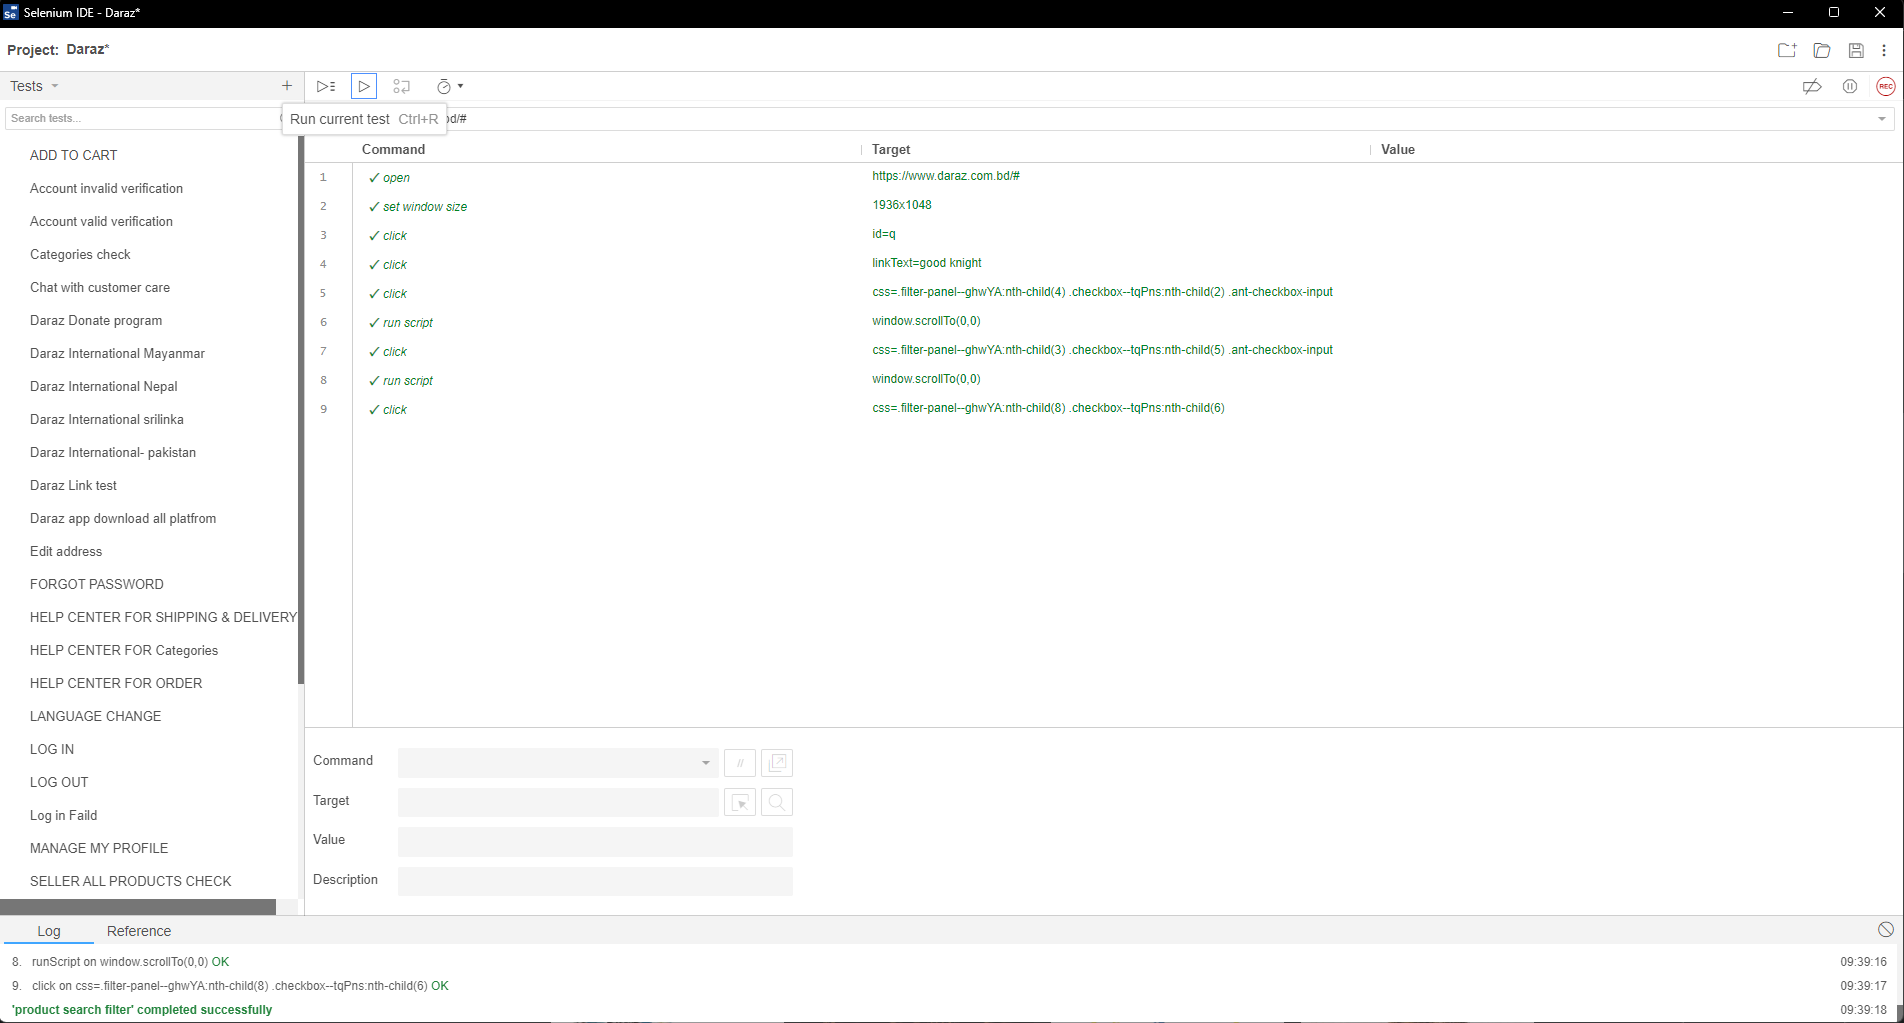 Selenium IDE - Daraz*
Project: Daraz*
Tests
Search tests...
Run current test Ctrl+R
bd/#
REC
Command Target Value
1 ✓ open https://www.daraz.com.bd/#
2 ✓ set window size 1936x1048
3 ✓ click id=q
4 ✓ click linkText=good knight
5 ✓ click css=.filter-panel--ghwYA:nth-child(4) .checkbox--tqPns:nth-child(2) .ant-checkbox-input
6 ✓ run script window.scrollTo(0,0)
7 ✓ click css=.filter-panel--ghwYA:nth-child(3) .checkbox--tqPns:nth-child(5) .ant-checkbox-input
8 ✓ run script window.scrollTo(0,0)
9 ✓ click css=.filter-panel--ghwYA:nth-child(8) .checkbox--tqPns:nth-child(6)
ADD TO CART
Account invalid verification
Account valid verification
Categories check
Chat with customer care
Daraz Donate program
Daraz International Mayanmar
Daraz International Nepal
Daraz International srilinka
Daraz International- pakistan
Daraz Link test
Daraz app download all platfrom
Edit address
FORGOT PASSWORD
HELP CENTER FOR SHIPPING & DELIVERY
HELP CENTER FOR Categories
HELP CENTER FOR ORDER
LANGUAGE CHANGE
LOG IN
LOG OUT
Log in Faild
MANAGE MY PROFILE
SELLER ALL PRODUCTS CHECK
Command //
Target
Value
Description
Log Reference
8. runScript on window.scrollTo(0,0) OK 09:39:16
9. click on css=.filter-panel--ghwYA:nth-child(8) .checkbox--tqPns:nth-child(6) OK 09:39:17
'product search filter' completed successfully 09:39:18